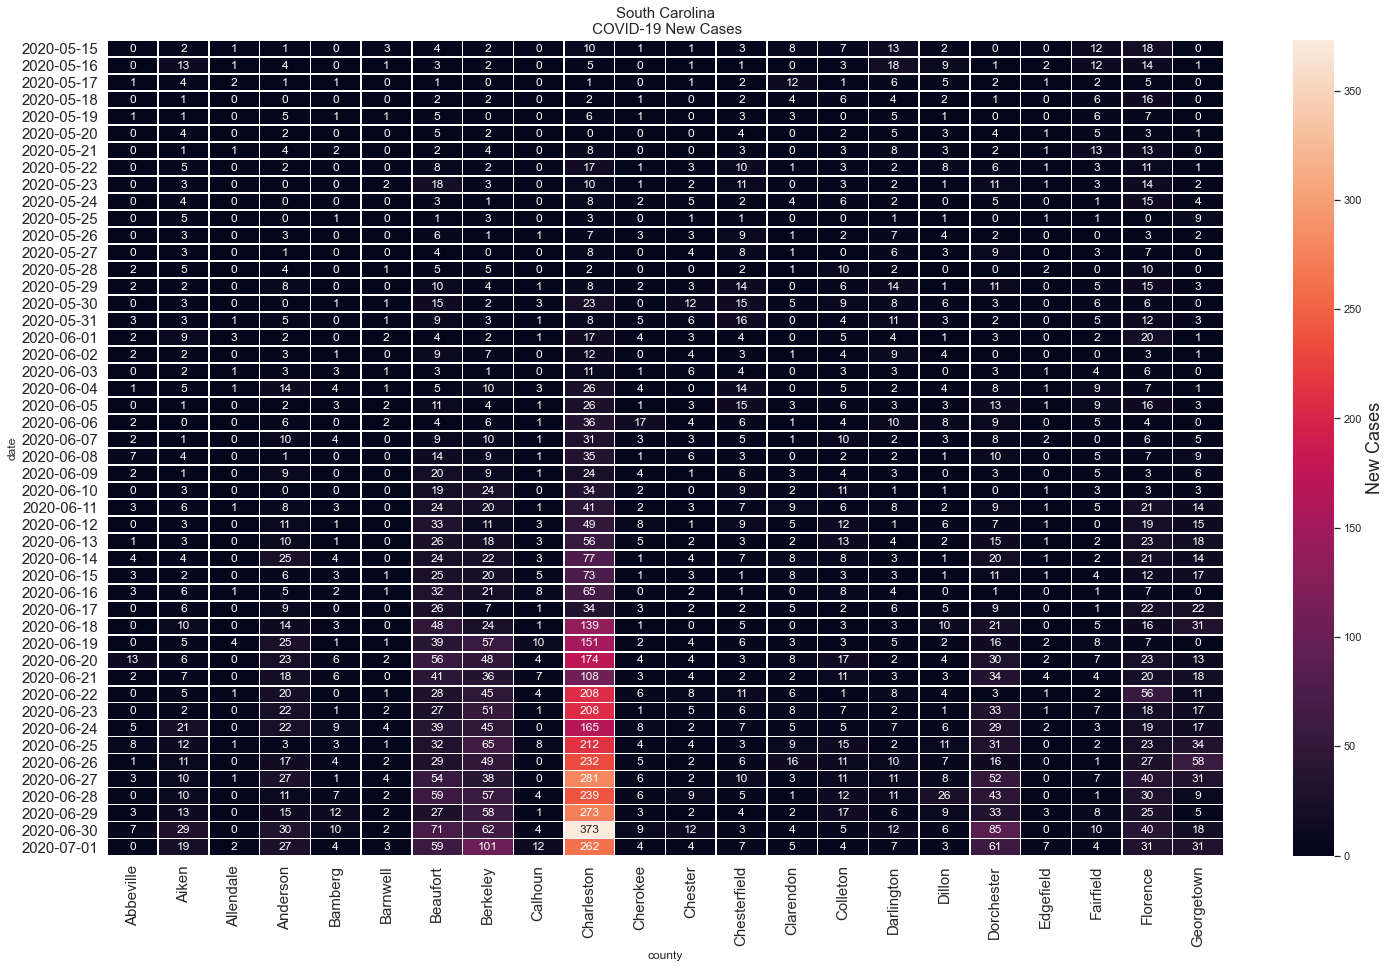 South Carolina
COVID-19 New Cases
2020-05-15 0 2 1 1 0 3 4 2 0 10 1 1 3 8 7 13 2 0 0 12 18 0
2020-05-16 0 13 1 4 0 1 3 2 0 5 0 1 1 0 3 18 9 1 2 12 14 1
2020-05-17 1 4 2 1 1 0 1 0 0 1 0 1 2 12 1 6 5 2 1 2 5 0
2020-05-18 0 1 0 0 0 0 2 2 0 2 1 0 2 4 6 4 2 1 0 6 16 0
2020-05-19 1 1 0 5 1 1 5 0 0 6 1 0 3 3 0 5 1 0 0 6 7 0
2020-05-20 0 4 0 2 0 0 5 2 0 0 0 0 4 0 2 5 3 4 1 5 3 1
2020-05-21 0 1 1 4 2 0 2 4 0 8 0 0 3 0 3 8 3 2 1 13 13 0
2020-05-22 0 5 0 2 0 0 8 2 0 17 1 3 10 1 3 2 8 6 1 3 11 1
2020-05-23 0 3 0 0 0 2 18 3 0 10 1 2 11 0 3 2 1 11 1 3 14 2
2020-05-24 0 4 0 0 0 0 3 1 0 8 2 5 2 4 6 2 0 5 0 1 15 4
2020-05-25 0 5 0 0 1 0 1 3 0 3 0 1 1 0 0 1 1 0 1 1 0 9
2020-05-26 0 3 0 3 0 0 6 1 1 7 3 3 9 1 2 7 4 2 0 0 3 2
2020-05-27 0 3 0 1 0 0 4 0 0 8 0 4 8 1 0 6 3 9 0 3 7 0
2020-05-28 2 5 0 4 0 1 5 5 0 2 0 0 2 1 10 2 0 0 2 0 10 0
2020-05-29 2 2 0 8 0 0 10 4 1 8 2 3 14 0 6 14 1 11 0 5 15 3
2020-05-30 0 3 0 0 1 1 15 2 3 23 0 12 15 5 9 8 6 3 0 6 6 0
2020-05-31 3 3 1 5 0 1 9 3 1 8 5 6 16 0 4 11 3 2 0 5 12 3
2020-06-01 2 9 3 2 0 2 4 2 1 17 4 3 4 0 5 4 1 3 0 2 20 1
2020-06-02 2 2 0 3 1 0 9 7 0 12 0 4 3 1 4 9 4 0 0 0 3 1
2020-06-03 0 2 1 3 3 1 3 1 0 11 1 6 4 0 3 3 0 3 1 4 6 0
2020-06-04 1 5 1 14 4 1 5 10 3 26 4 0 14 0 5 2 4 8 1 9 7 1
2020-06-05 0 1 0 2 3 2 11 4 1 26 1 3 15 3 6 3 3 13 1 9 16 3
2020-06-06 2 0 0 6 0 2 4 6 1 36 17 4 6 1 4 10 8 9 0 5 4 0
2020-06-07 2 1 0 10 4 0 9 10 1 31 3 3 5 1 10 2 3 8 2 0 6 5
2020-06-08 7 4 0 1 0 0 14 9 1 35 1 6 3 0 2 2 1 10 0 5 7 9
2020-06-09 2 1 0 9 0 0 20 9 1 24 4 1 6 3 4 3 0 3 0 5 3 6
2020-06-10 0 3 0 0 0 0 19 24 0 34 2 0 9 2 11 1 1 0 1 3 3 3
2020-06-11 3 6 1 8 3 0 24 20 1 41 2 3 7 9 6 8 2 9 1 5 21 14
2020-06-12 0 3 0 11 1 0 33 11 3 49 8 1 9 5 12 1 6 7 1 0 19 15
2020-06-13 1 3 0 10 1 0 26 18 3 56 5 2 3 2 13 4 2 15 1 2 23 18
2020-06-14 4 4 0 25 4 0 24 22 3 77 1 4 7 8 8 3 1 20 1 2 21 14
2020-06-15 3 2 0 6 3 1 25 20 5 73 1 3 1 8 3 3 1 11 1 4 12 17
2020-06-16 3 6 1 5 2 1 32 21 8 65 0 2 1 0 8 4 0 1 0 1 7 0
2020-06-17 0 6 0 9 0 0 26 7 1 34 3 2 2 5 2 6 5 9 0 1 22 22
2020-06-18 0 10 0 14 3 0 48 24 1 139 1 0 5 0 3 3 10 21 0 5 16 31
2020-06-19 0 5 4 25 1 1 39 57 10 151 2 4 6 3 3 5 2 16 2 8 7 0
2020-06-20 13 6 0 23 6 2 56 48 4 174 4 4 3 8 17 2 4 30 2 7 23 13
2020-06-21 2 7 0 18 6 0 41 36 7 108 3 4 2 2 11 3 3 34 4 4 20 18
2020-06-22 0 5 1 20 0 1 28 45 4 208 6 8 11 6 1 8 4 3 1 2 56 11
2020-06-23 0 2 0 22 1 2 27 51 1 208 1 5 6 8 7 2 1 33 1 7 18 17
2020-06-24 5 21 0 22 9 4 39 45 0 165 8 2 7 5 5 7 6 29 2 3 19 17
2020-06-25 8 12 1 3 3 1 32 65 8 212 4 4 3 9 15 2 11 31 0 2 23 34
2020-06-26 1 11 0 17 4 2 29 49 0 232 5 2 6 16 11 10 7 16 0 1 27 58
2020-06-27 3 10 1 27 1 4 54 38 0 281 6 2 10 3 11 11 8 52 0 7 40 31
2020-06-28 0 10 0 11 7 2 59 57 4 239 6 9 5 1 12 11 26 43 0 1 30 9
2020-06-29 3 13 0 15 12 2 27 58 1 273 3 2 4 2 17 6 9 33 3 8 25 5
2020-06-30 7 29 0 30 10 2 71 62 4 373 9 12 3 4 5 12 6 85 0 10 40 18
2020-07-01 0 19 2 27 4 3 59 101 12 262 4 4 7 5 4 7 3 61 7 4 31 31
date
Abbeville Aiken Allendale Anderson Bamberg Barnwell Beaufort Berkeley Calhoun Charleston Cherokee Chester Chesterfield Clarendon Colleton Darlington Dillon Dorchester Edgefield Fairfield Florence Georgetown
county
350
300
250
200
150
100
50
0
New Cases